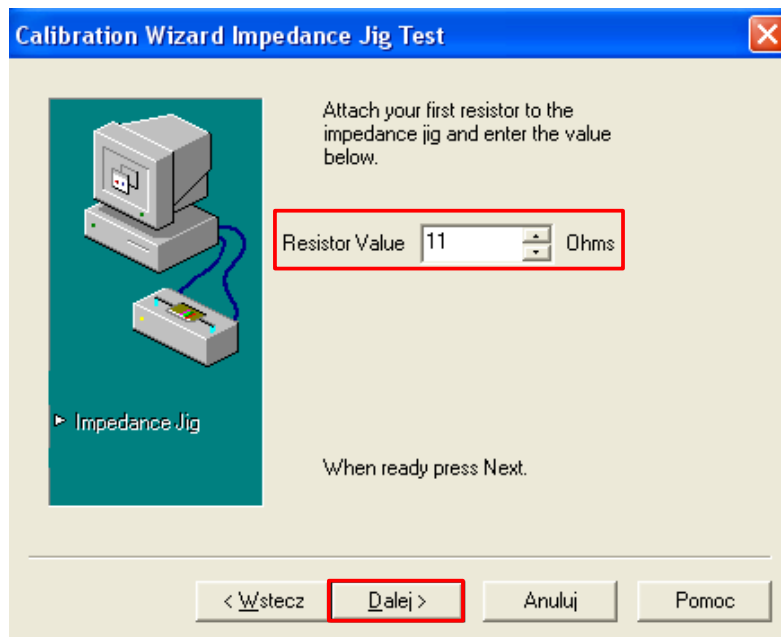 Calibration Wizard Impedance Jig Test
Attach your first resistor to the
impedance jig and enter the value
below.
Resistor Value 11 Ohms
Impedance Jig
When ready press Next.
< Wstecz Dalej > Anuluj Pomoc